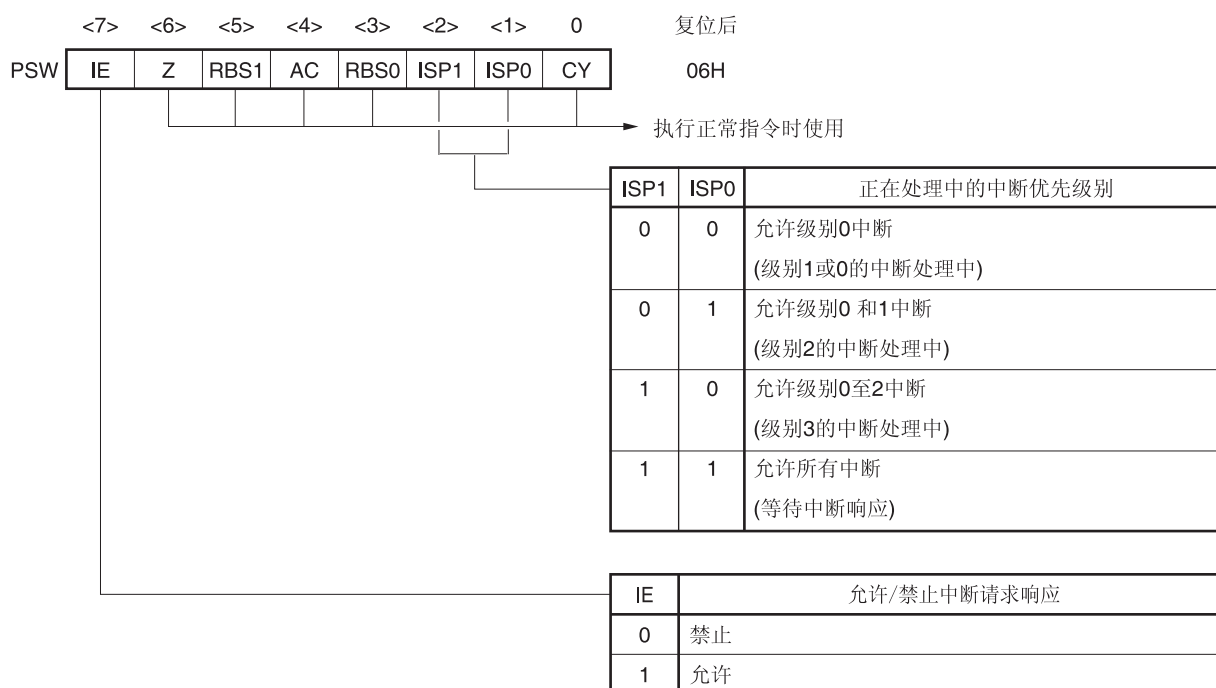 <7> <6> <5> <4> <3> <2> <1> 0 复位后
PSW IE Z RBS1 AC RBS0 ISP1 ISP0 CY 06H
执行正常指令时使用
ISP1 ISP0 正在处理中的中断优先级别
0 0 允许级别0中断
(级别1或0的中断处理中)
0 1 允许级别0 和1中断
(级别2的中断处理中)
1 0 允许级别0至2中断
(级别3的中断处理中)
1 1 允许所有中断
(等待中断响应)
IE 允许/禁止中断请求响应
0 禁止
1 允许